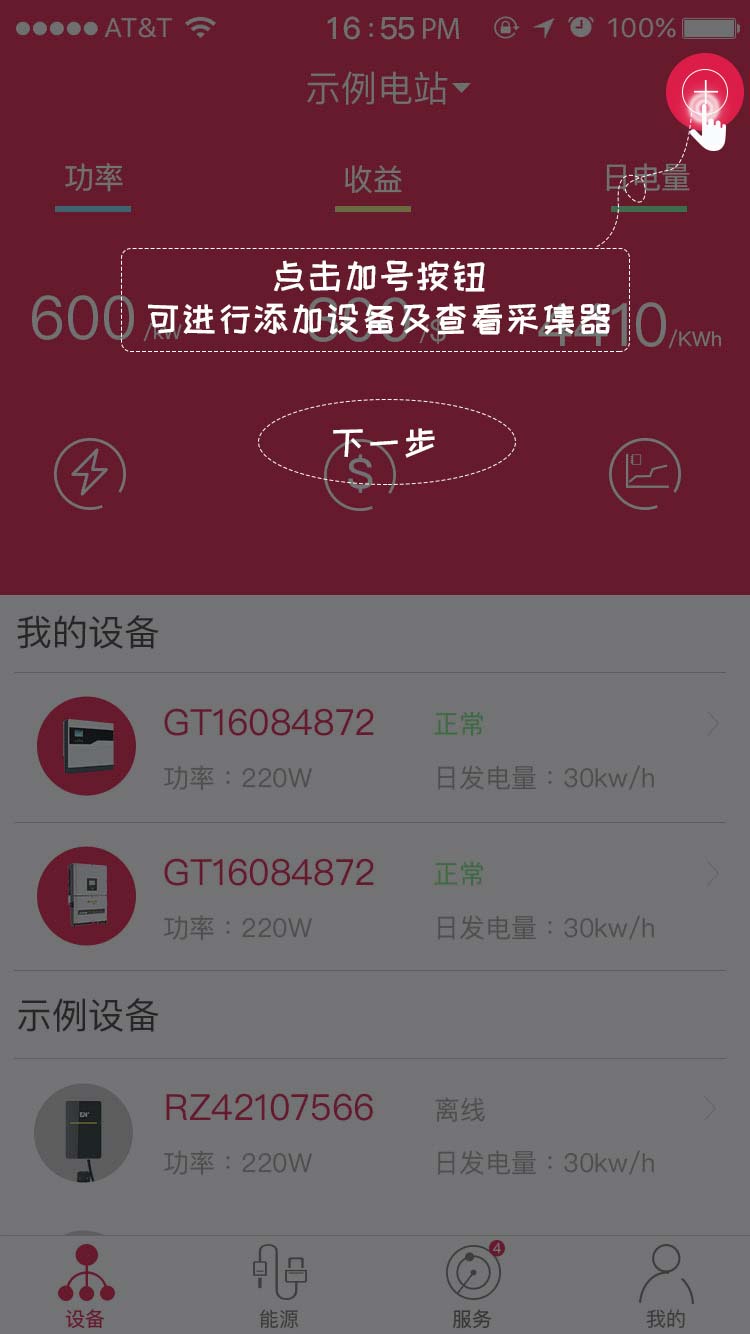 AT&T 16:55 PM 100%
示例电站
功率 收益 日电量
点击加号按钮
可进行添加设备及查看采集器
600/kW /$ 4410/KWh
下一步
$
我的设备
GT16084872 正常
功率：220W 日发电量：30kw/h
GT16084872 正常
功率：220W 日发电量：30kw/h
示例设备
RZ42107566 离线
功率：220W 日发电量：30kw/h
4
设备 能源 服务 我的